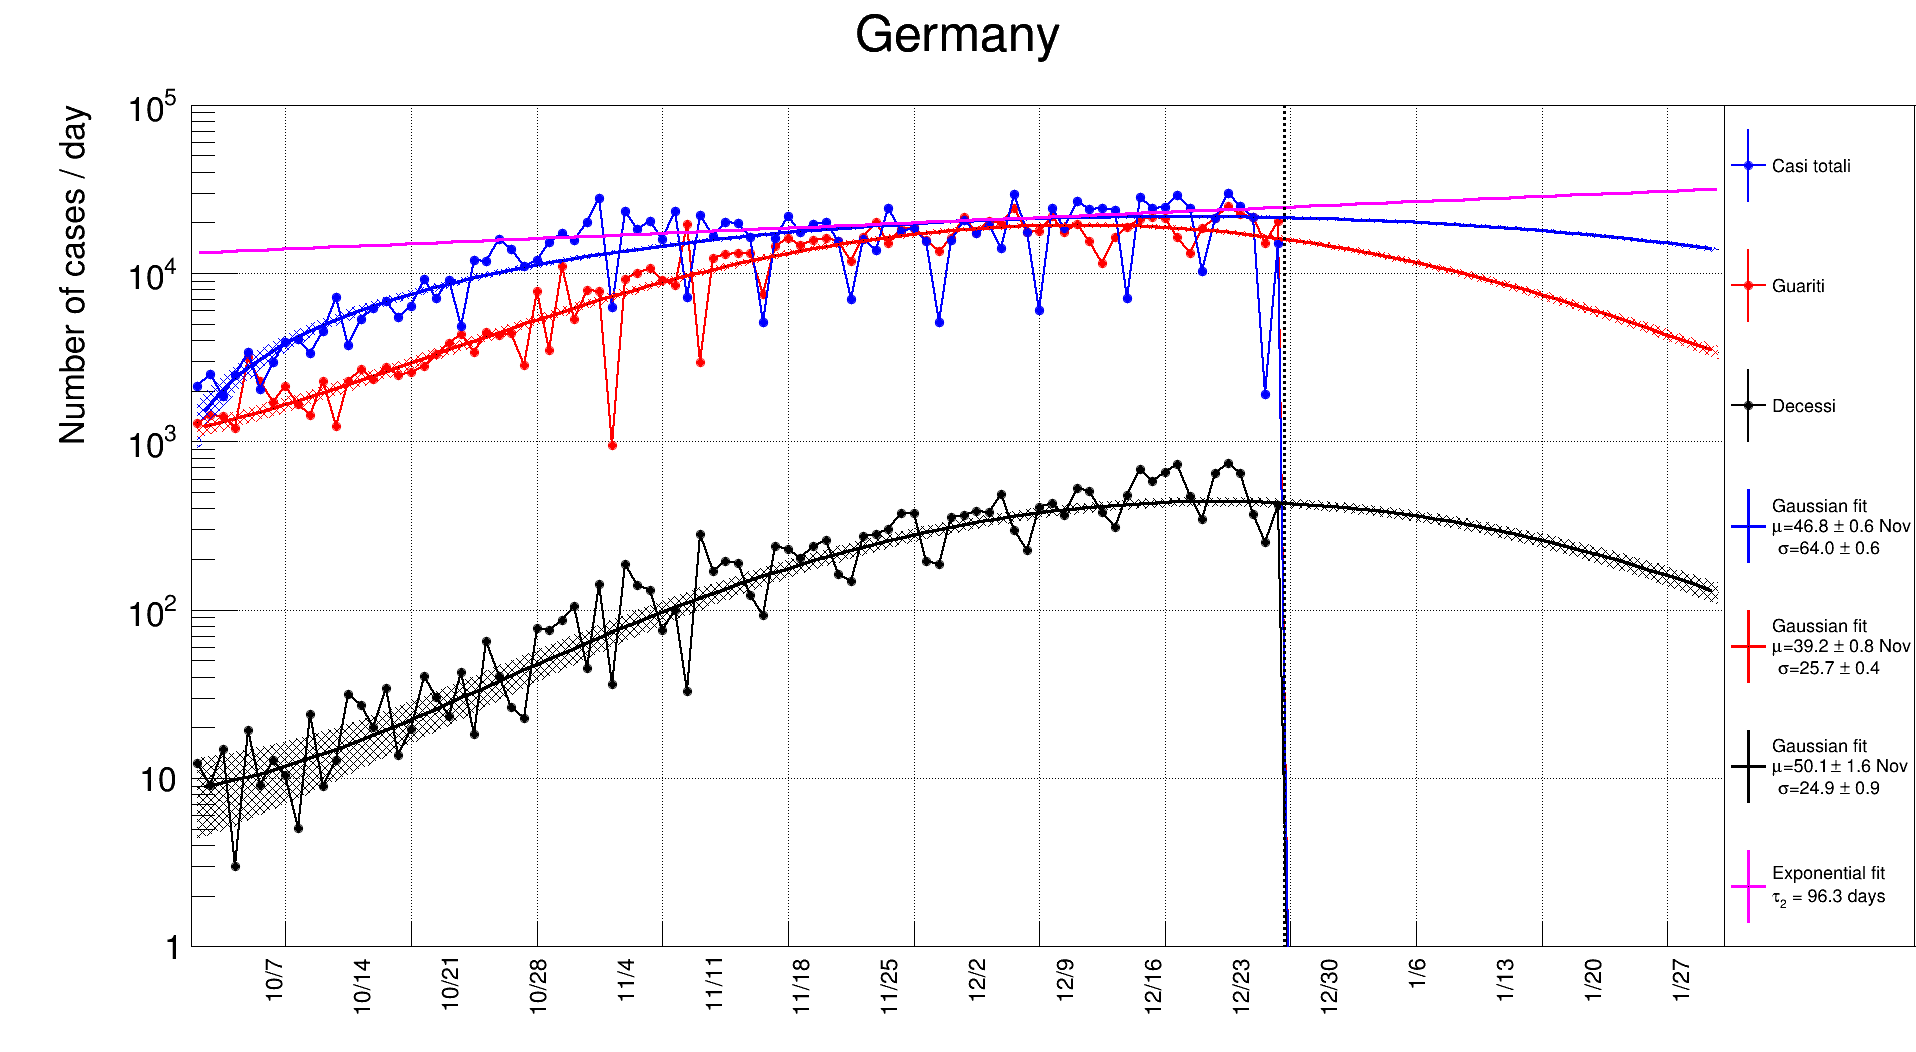 Germany
Number of cases / day
10^5
10^4
10^3
10^2
10
1
10/7
10/14
10/21
10/28
11/4
11/11
11/18
11/25
12/2
12/9
12/16
12/23
12/30
1/6
1/13
1/20
1/27
Casi totali
Guariti
Decessi
Gaussian fit
μ=46.8 ± 0.6 Nov
σ=64.0 ± 0.6
Gaussian fit
μ=39.2 ± 0.8 Nov
σ=25.7 ± 0.4
Gaussian fit
μ=50.1 ± 1.6 Nov
σ=24.9 ± 0.9
Exponential fit
τ₂ = 96.3 days